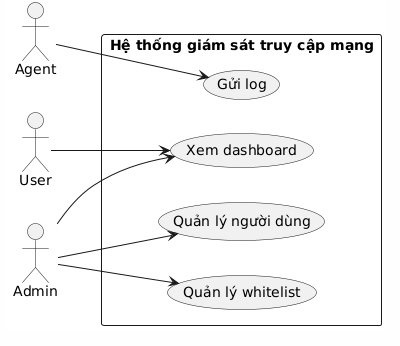 Hệ thống giám sát truy cập mạng
Agent
Gửi log
User
Xem dashboard
Admin
Quản lý người dùng
Quản lý whitelist